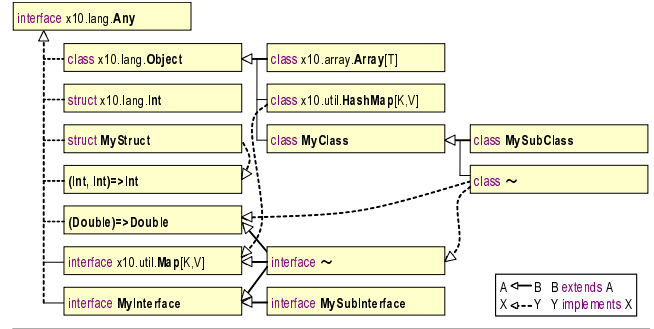 interface x10.lang.Any
class x10.lang.Object
class x10.array.Array[T]
struct x10.lang.Int
class x10.util.HashMap[K,V]
struct MyStruct
class MyClass
class MySubClass
(Int, Int)=>Int
class ~
(Double)=>Double
interface x10.util.Map[K,V]
interface ~
interface MyInterface
interface MySubInterface
A B B extends A
X Y Y implements X